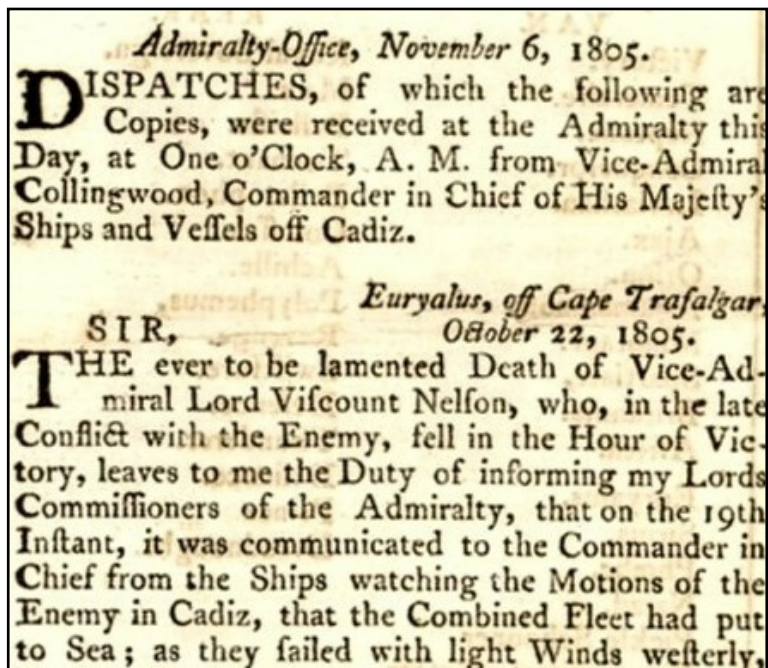 Admiralty-Office, November 6, 1805.
DISPATCHES, of which the following are
Copies, were received at the Admiralty this
Day, at One o'Clock, A. M. from Vice-Admiral
Collingwood, Commander in Chief of His Majeſty's
Ships and Veſſels off Cadiz.
Euryalus, off Cape Trafalgar,
SIR, October 22, 1805.
THE ever to be lamented Death of Vice-Ad-
miral Lord Viſcount Nelſon, who, in the late
Conflict with the Enemy, fell in the Hour of Vic-
tory, leaves to me the Duty of informing my Lords
Commiſſioners of the Admiralty, that on the 19th
Inſtant, it was communicated to the Commander in
Chief from the Ships watching the Motions of the
Enemy in Cadiz, that the Combined Fleet had put
to Sea; as they ſailed with light Winds weſterly,